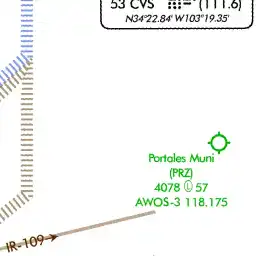 53 CVS (111.6)
N34°22.84' W103°19.35'
Portales Muni
(PRZ)
4078 Ⓛ 57
AWOS-3 118.175
IR-109